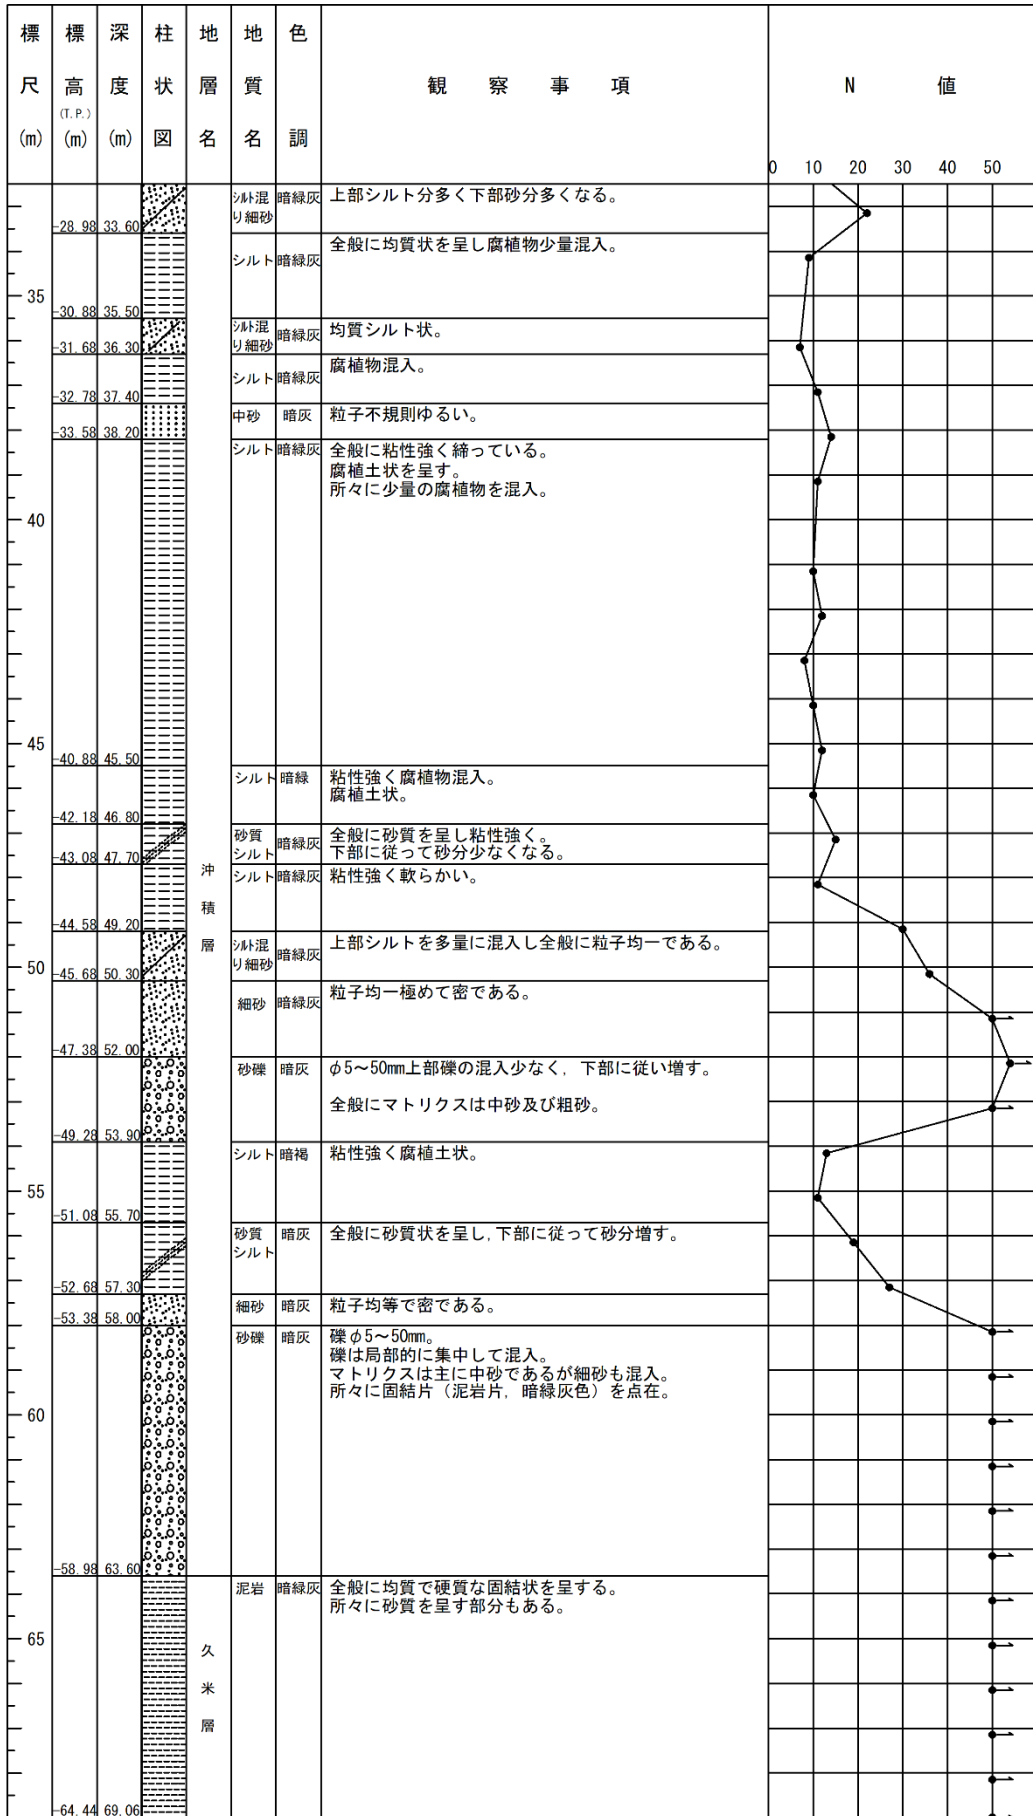 標尺(m)
標高(T.P.)(m)
深度(m)
柱状図
地層名
地質名
色調
観察事項
N値
0 10 20 30 40 50
シルト混り細砂 暗緑灰 上部シルト分多く下部砂分多くなる。
-28.98 33.60
シルト 暗緑灰 全般に均質状を呈し腐植物少量混入。
35
-30.88 35.50
シルト混り細砂 暗緑灰 均質シルト状。
-31.68 36.30
シルト 暗緑灰 腐植物混入。
-32.78 37.40
中砂 暗灰 粒子不規則ゆるい。
-33.58 38.20
シルト 暗緑灰 全般に粘性強く締っている。
腐植土状を呈す。
所々に少量の腐植物を混入。
40
45
-40.88 45.50
シルト 暗緑 粘性強く腐植物混入。
腐植土状。
-42.18 46.80
砂質シルト 暗緑灰 全般に砂質を呈し粘性強く。
下部に従って砂分少なくなる。
-43.08 47.70
沖積層
シルト 暗緑灰 粘性強く軟らかい。
-44.58 49.20
シルト混り細砂 暗緑灰 上部シルトを多量に混入し全般に粒子均一である。
50
-45.68 50.30
細砂 暗緑灰 粒子均一極めて密である。
-47.38 52.00
砂礫 暗灰 φ5～50mm上部礫の混入少なく，下部に従い増す。
全般にマトリクスは中砂及び粗砂。
-49.28 53.90
シルト 暗褐 粘性強く腐植土状。
55
-51.08 55.70
砂質シルト 暗灰 全般に砂質状を呈し,下部に従って砂分増す。
-52.68 57.30
細砂 暗灰 粒子均等で密である。
-53.38 58.00
砂礫 暗灰 礫φ5～50mm。
礫は局部的に集中して混入。
マトリクスは主に中砂であるが細砂も混入。
所々に固結片（泥岩片，暗緑灰色）を点在。
60
-58.98 63.60
泥岩 暗緑灰 全般に均質で硬質な固結状を呈する。
所々に砂質を呈す部分もある。
65
久米層
-64.44 69.06